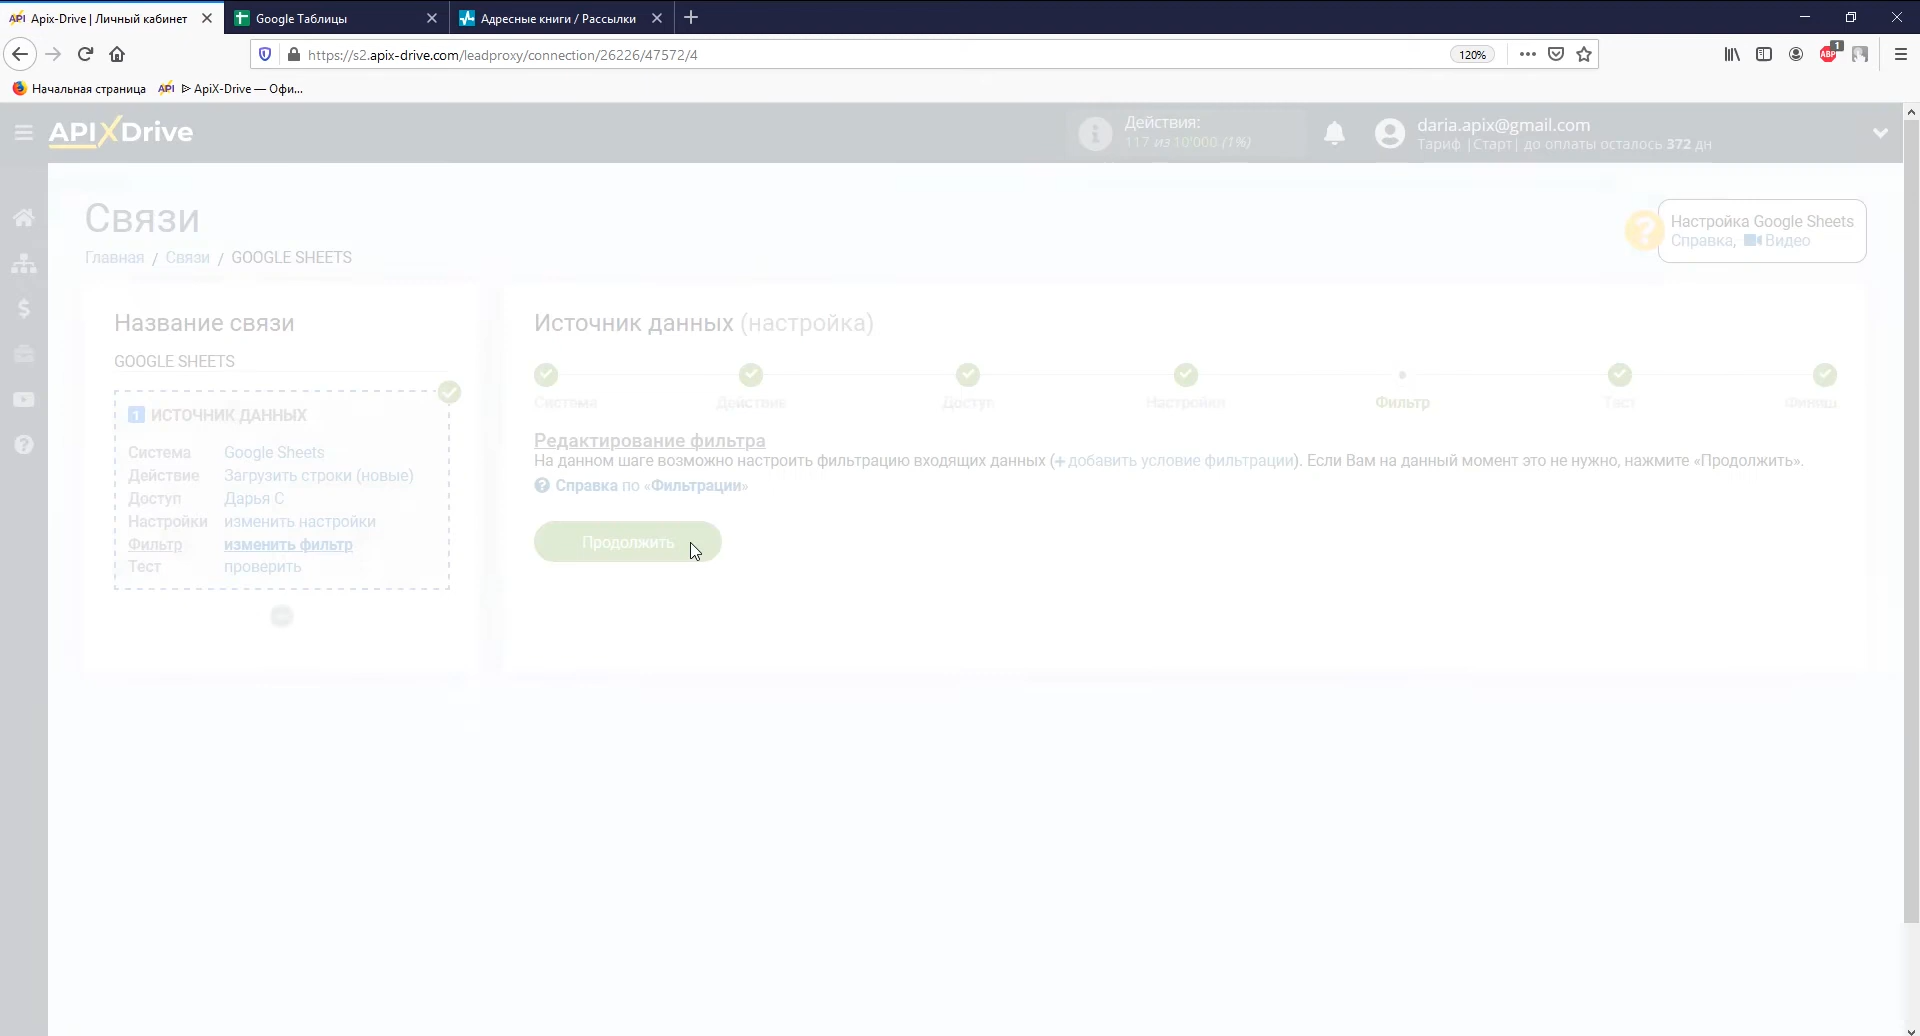 Apix-Drive | Личный кабинет
Google Таблицы
Адресные книги / Рассылки
https://s2.apix-drive.com/leadproxy/connection/26226/47572/4
120%
ABP
1
Начальная страница
API
ᐉ ApiX-Drive — Офи...
APIXDrive
Действия:
117 из 10'000 (1%)
daria.apix@gmail.com
Тариф |Старт| до оплаты осталось 372 дн
Связи
Главная / Связи / GOOGLE SHEETS
Настройка Google Sheets
Справка, Видео
Название связи
GOOGLE SHEETS
1 ИСТОЧНИК ДАННЫХ
Система Google Sheets
Действие Загрузить строки (новые)
Доступ Дарья С
Настройки изменить настройки
Фильтр изменить фильтр
Тест проверить
Источник данных (настройка)
Система
Действие
Доступ
Настройки
Фильтр
Тест
Финиш
Редактирование фильтра
На данном шаге возможно настроить фильтрацию входящих данных (+добавить условие фильтрации). Если Вам на данный момент это не нужно, нажмите «Продолжить».
Справка по «Фильтрации»
Продолжить